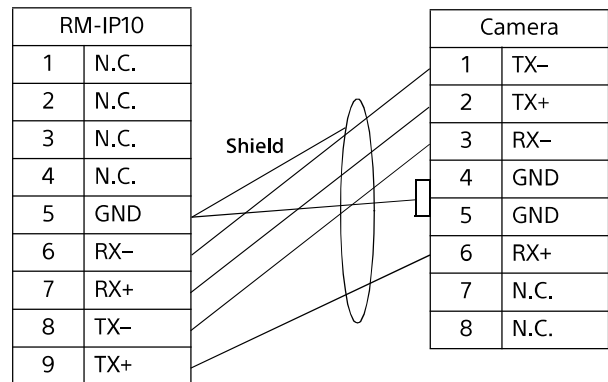 RM-IP10
1 N.C.
2 N.C.
3 N.C.
4 N.C.
5 GND
6 RX–
7 RX+
8 TX–
9 TX+
Shield
Camera
1 TX–
2 TX+
3 RX–
4 GND
5 GND
6 RX+
7 N.C.
8 N.C.